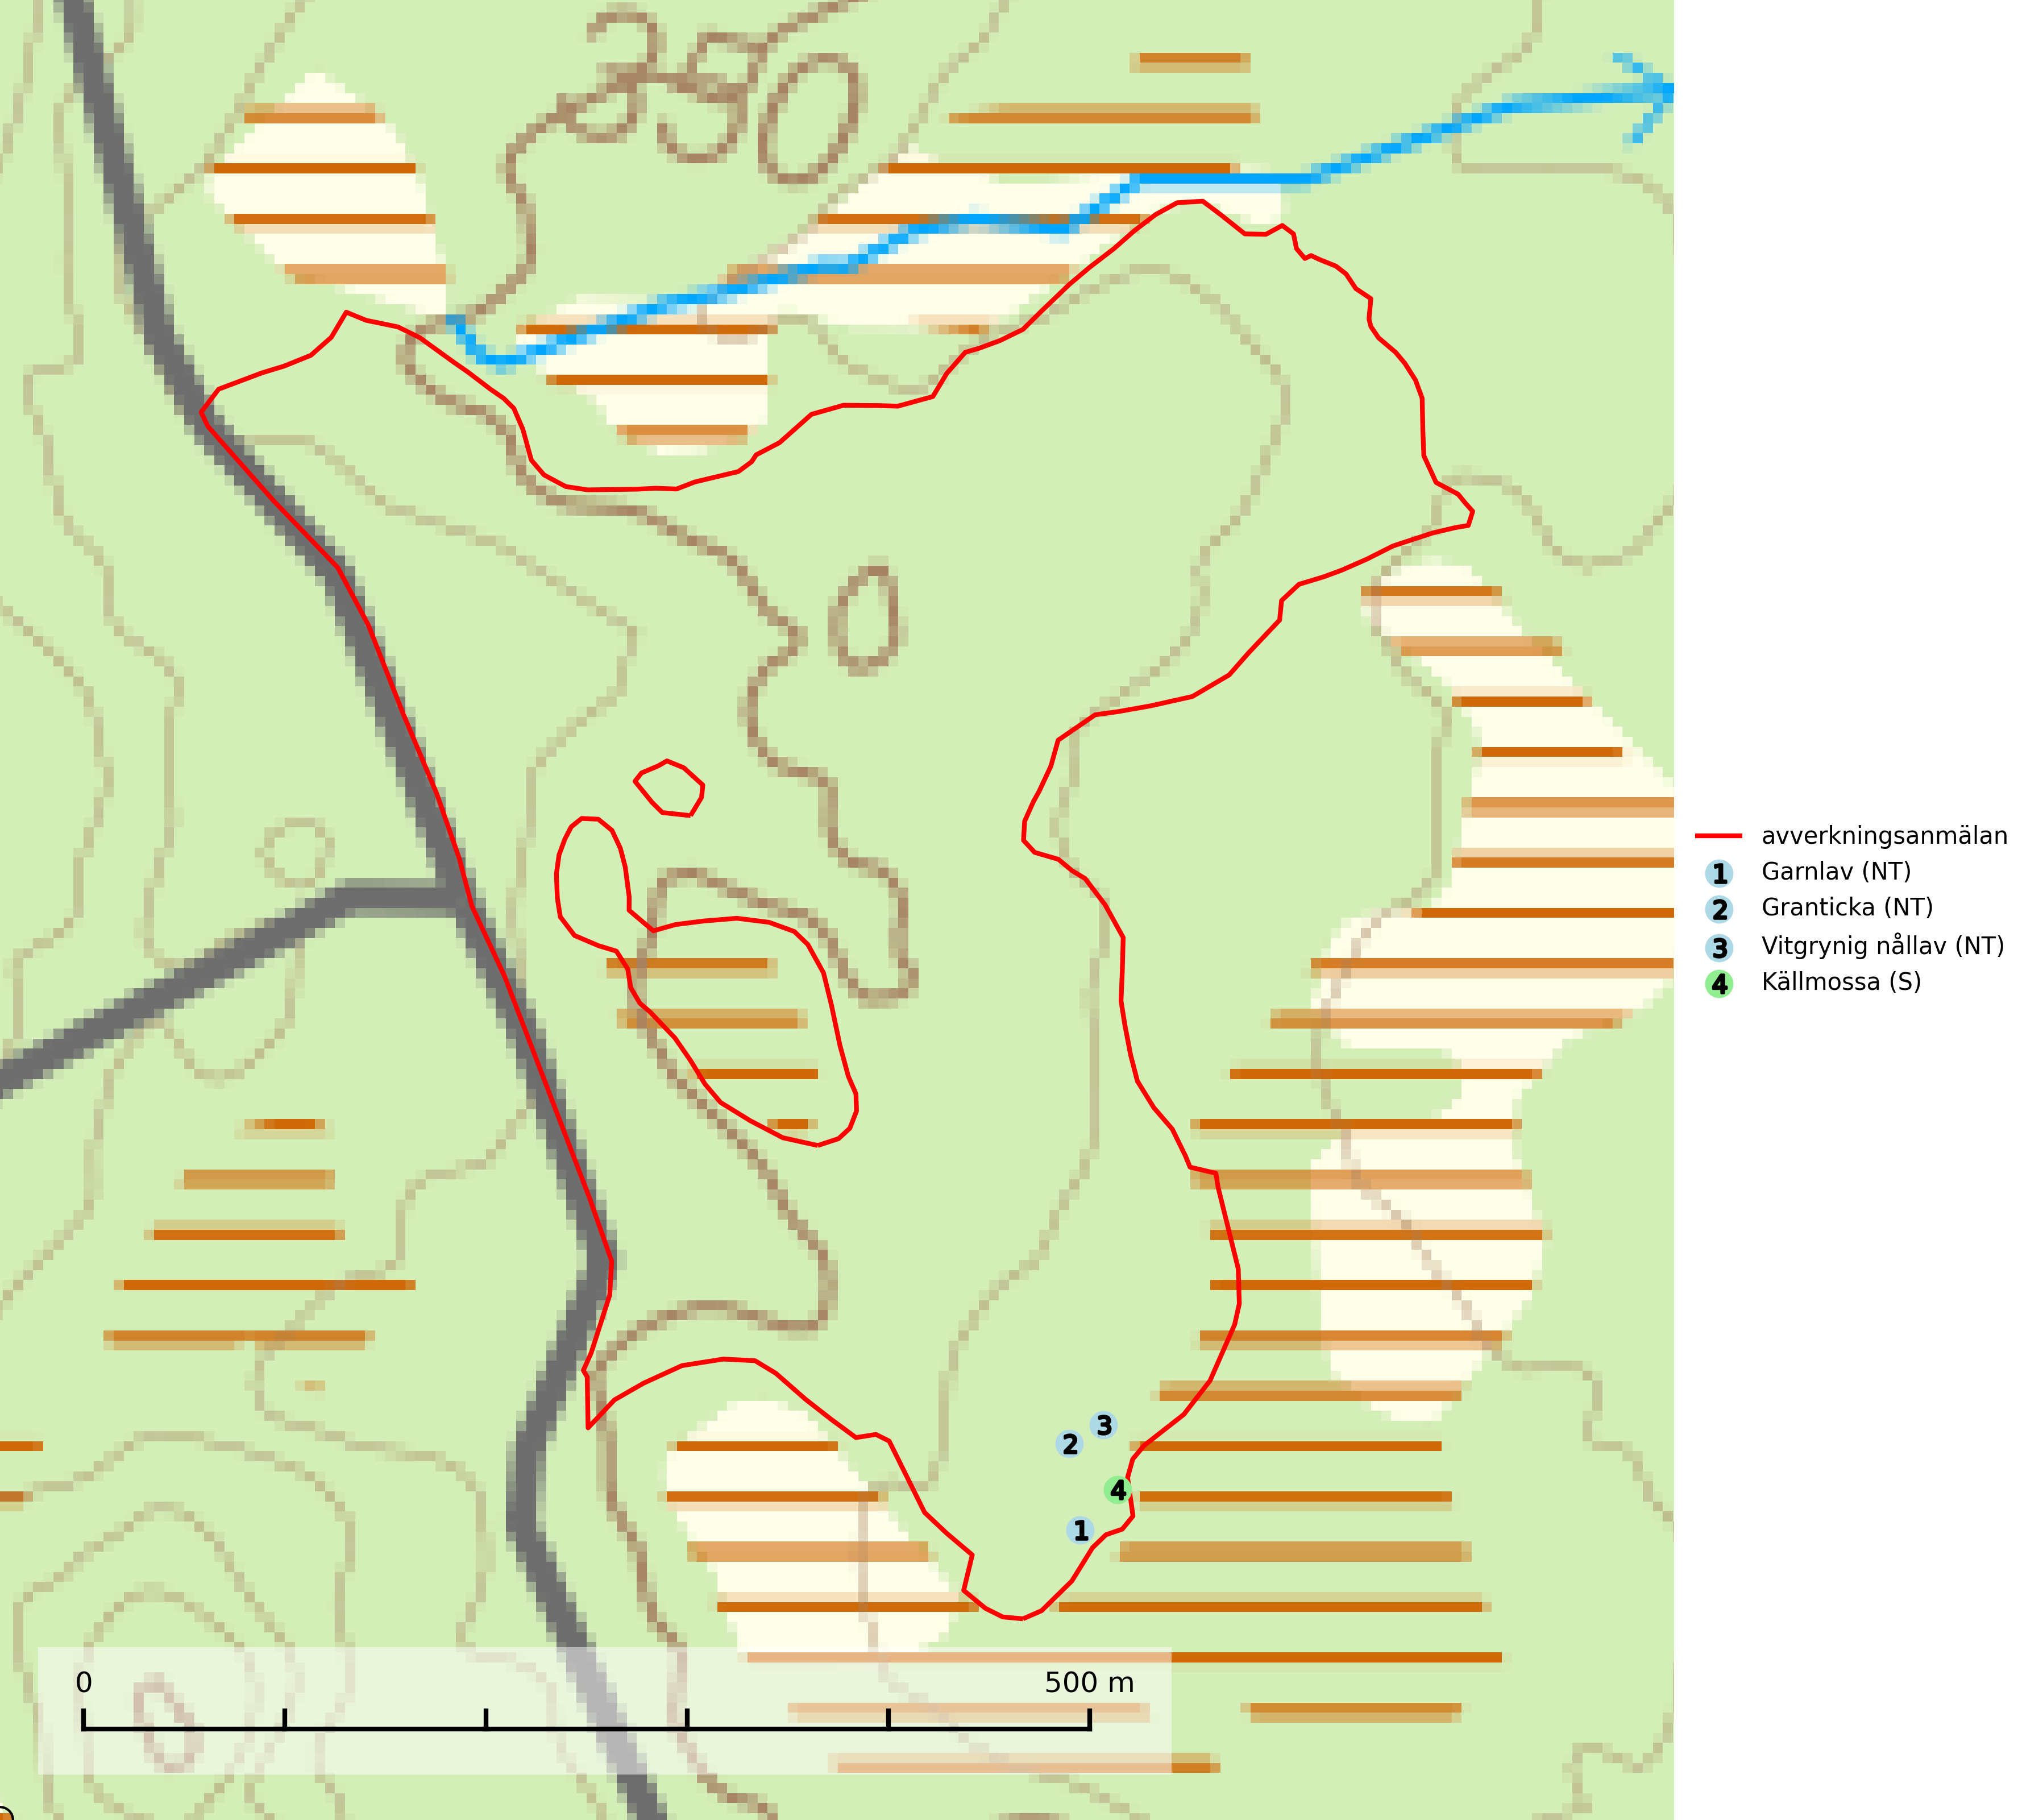 350
avverkningsanmälan
1 Garnlav (NT)
2 Granticka (NT)
3 Vitgrynig nållav (NT)
4 Källmossa (S)
3
2
4
1
0 500 m